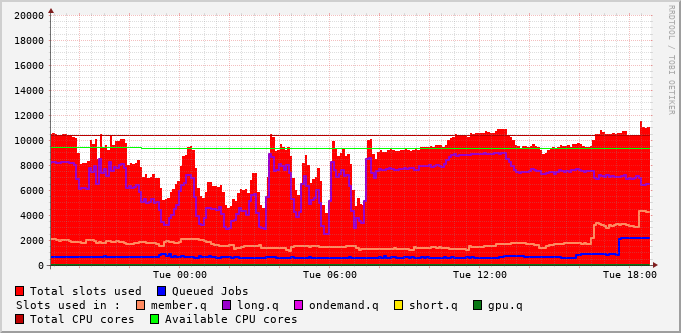 20000
18000
16000
14000
12000
10000
8000
6000
4000
2000
0
Tue 00:00 Tue 06:00 Tue 12:00 Tue 18:00
RRDTOOL / TOBI OETIKER
Total slots used Queued Jobs
Slots used in : member.q long.q ondemand.q short.q gpu.q
Total CPU cores Available CPU cores